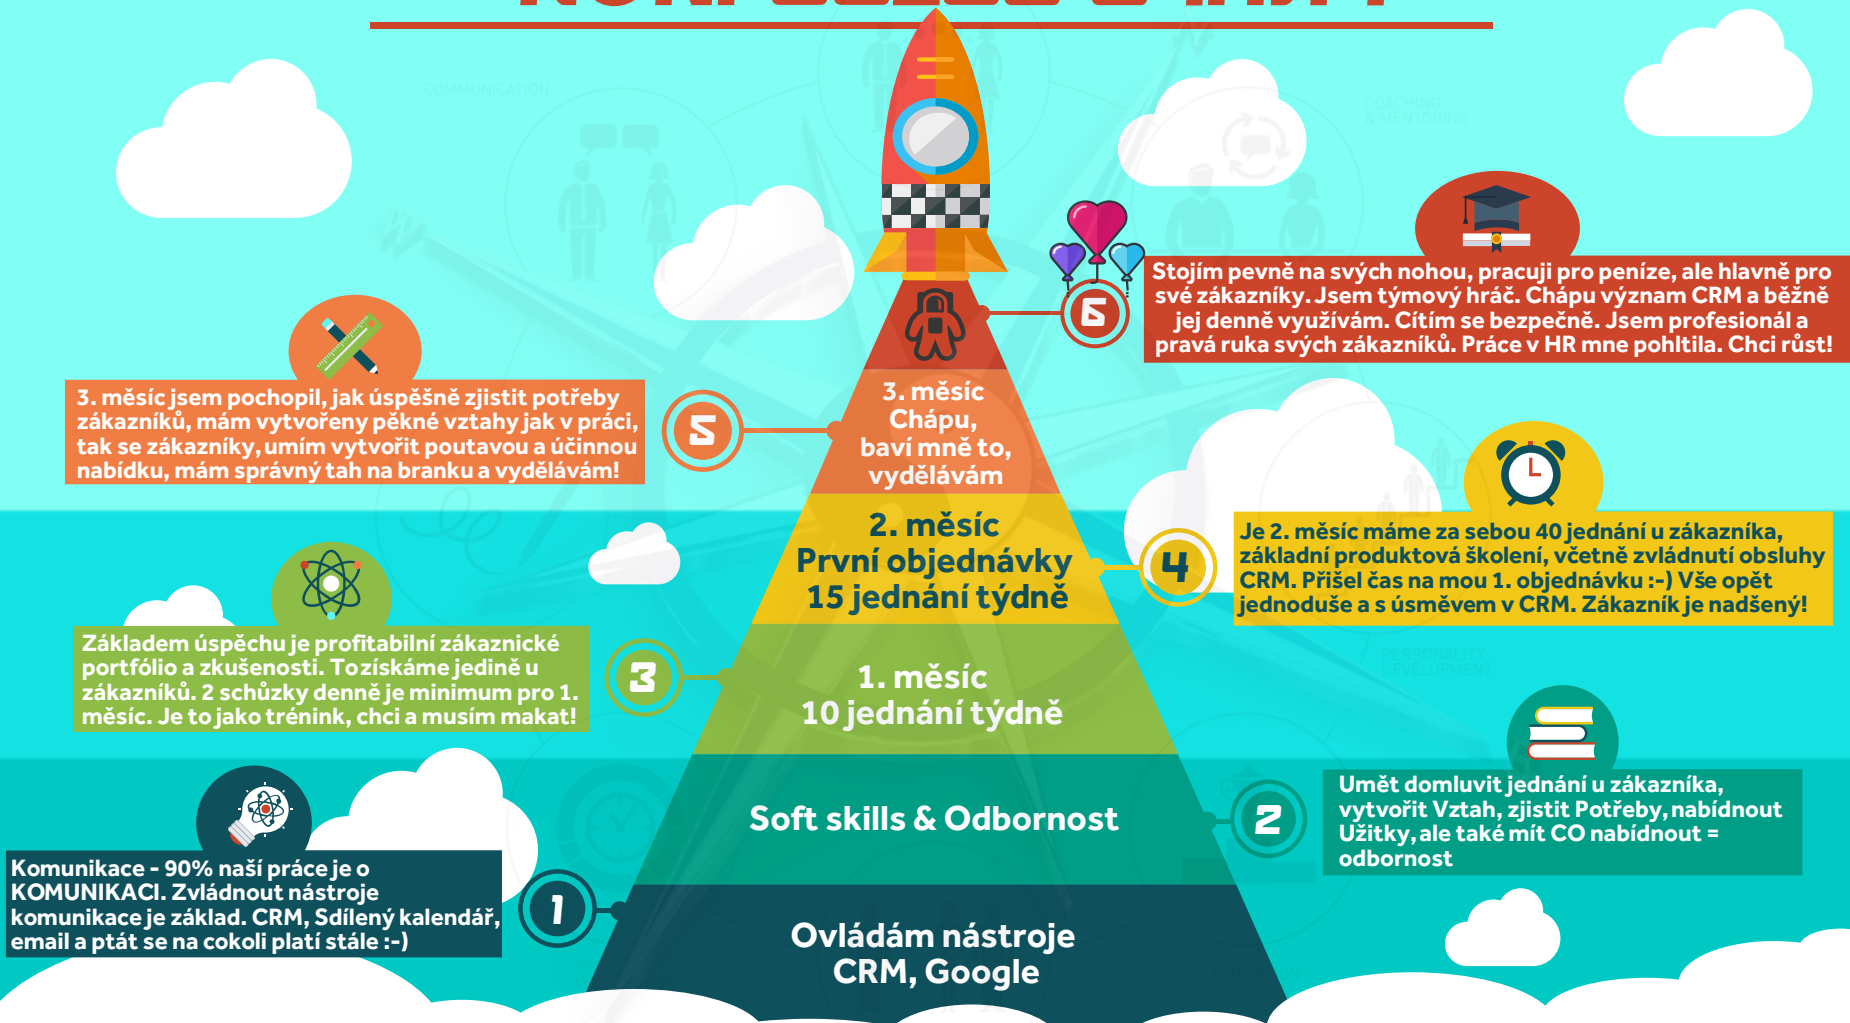 COMMUNICATION
COACHING
& MENTORING
6
Stojím pevně na svých nohou, pracuji pro peníze, ale hlavně pro
své zákazníky. Jsem týmový hráč. Chápu význam CRM a běžně
jej denně využívám. Cítím se bezpečně. Jsem profesionál a
pravá ruka svých zákazníků. Práce v HR mne pohltila. Chci růst!
3. měsíc jsem pochopil, jak úspěšně zjistit potřeby
zákazníků, mám vytvořeny pěkné vztahy jak v práci,
tak se zákazníky, umím vytvořit poutavou a účinnou
nabídku, mám správný tah na branku a vydělávám!
5
3. měsíc
Chápu,
baví mně to,
vydělávám
2. měsíc
První objednávky
15 jednání týdně
4
Je 2. měsíc máme za sebou 40 jednání u zákazníka,
základní produktová školení, včetně zvládnutí obsluhy
CRM. Přišel čas na mou 1. objednávku :-) Vše opět
jednoduše a s úsměvem v CRM. Zákazník je nadšený!
Základem úspěchu je profitabilní zákaznické
portfólio a zkušenosti. To získáme jedině u
zákazníků. 2 schůzky denně je minimum pro 1.
měsíc. Je to jako trénink, chci a musím makat!
3
1. měsíc
10 jednání týdně
PERSONALITY
DEVELOPMENT
Soft skills & Odbornost
2
Umět domluvit jednání u zákazníka,
vytvořit Vztah, zjistit Potřeby, nabídnout
Užitky, ale také mít CO nabídnout =
odbornost
Komunikace - 90% naší práce je o
KOMUNIKACI. Zvládnout nástroje
komunikace je základ. CRM, Sdílený kalendář,
email a ptát se na cokoli platí stále :-)
1
Ovládám nástroje
CRM, Google